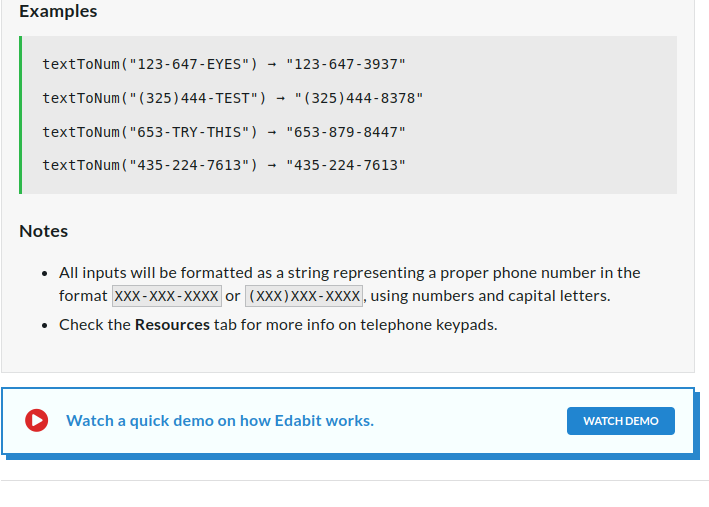 Examples
textToNum("123-647-EYES") → "123-647-3937"
textToNum("(325)444-TEST") → "(325)444-8378"
textToNum("653-TRY-THIS") → "653-879-8447"
textToNum("435-224-7613") → "435-224-7613"
Notes
• All inputs will be formatted as a string representing a proper phone number in the
format XXX-XXX-XXXX or (XXX)XXX-XXXX, using numbers and capital letters.
• Check the Resources tab for more info on telephone keypads.
Watch a quick demo on how Edabit works.
WATCH DEMO